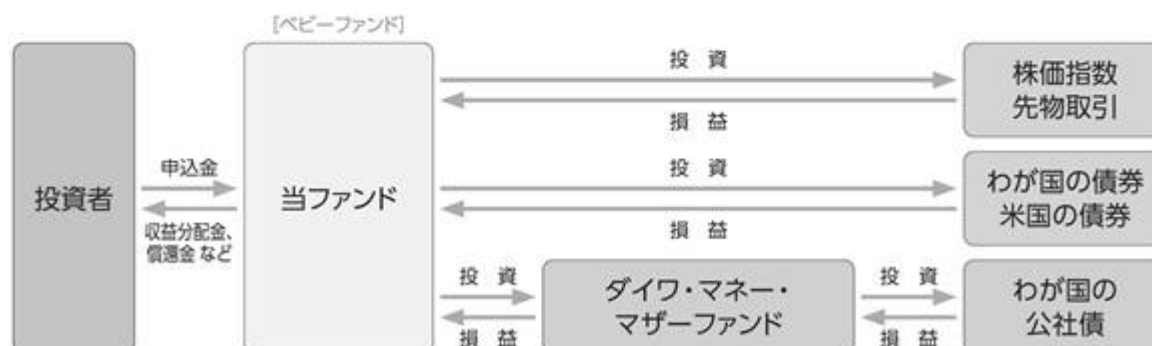 [ベビーファンド]
投資者
申込金
収益分配金、
償還金 など
当ファンド
投 資
損 益
株価指数
先物取引
投 資
損 益
わが国の債券
米国の債券
投 資
損 益
ダイワ・マネー・
マザーファンド
投 資
損 益
わが国の
公社債